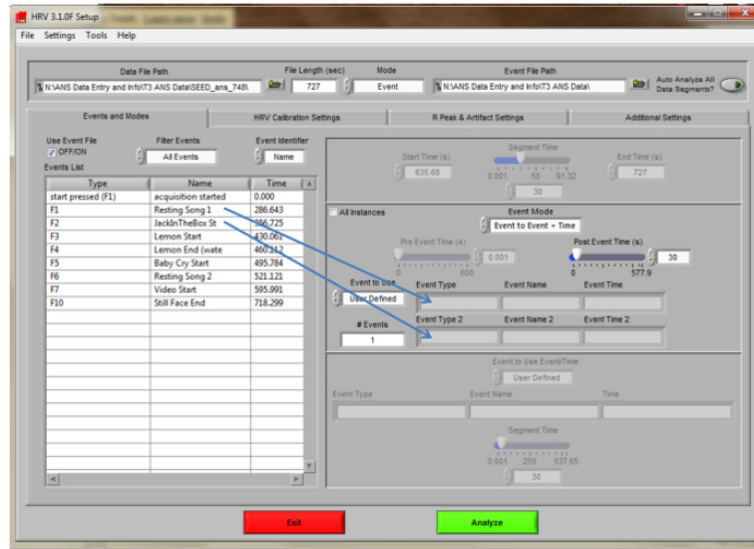 HRV 3.1.0F Setup
File Settings Tools Help
Data File Path File Length (sec) Mode Event File Path
N:\ANS Data Entry and Info\T3 ANS Data\SEED_ans_748\ 727 Event N:\ANS Data Entry and Info\T3 ANS Data\ Auto Analyze All Data Segments?
Events and Modes HRV Calibration Settings R Peak & Artifact Settings Additional Settings
Use Event File Filter Events Event Identifier
OFF/ON All Events Name
Events List
Type Name Time
start pressed (F1) acquisition started 0.000
F1 Resting Song 1 286.643
F2 JackInTheBox St 356.725
F3 Lemon Start 430.061
F4 Lemon End (wate 460.112
F5 Baby Cry Start 495.784
F6 Resting Song 2 521.121
F7 Video Start 595.991
F10 Still Face End 718.299
Segment Time
Start Time (s) End Time (s)
635.68 0.001 50 91.32 727
30
All Instances Event Mode
Event to Event + Time
Pre Event Time (s) Post Event Time (s)
0.001 30
0 600 0 577.9
Event to Use Event Type Event Name Event Time
User Defined
# Events Event Type 2 Event Name 2 Event Time 2
1
Event to Use Event/Time
User Defined
Event Type Event Name Time
Segment Time
0.001 250 537.65
30
Exit Analyze